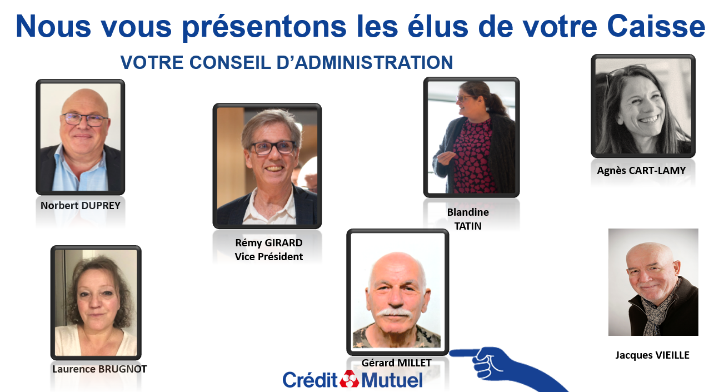 Nous vous présentons les élus de votre Caisse
VOTRE CONSEIL D'ADMINISTRATION
Norbert DUPREY
Rémy GIRARD
Vice Président
Blandine
TATIN
Agnès CART-LAMY
Laurence BRUGNOT
Gérard MILLET
Jacques VIEILLE
Crédit Mutuel